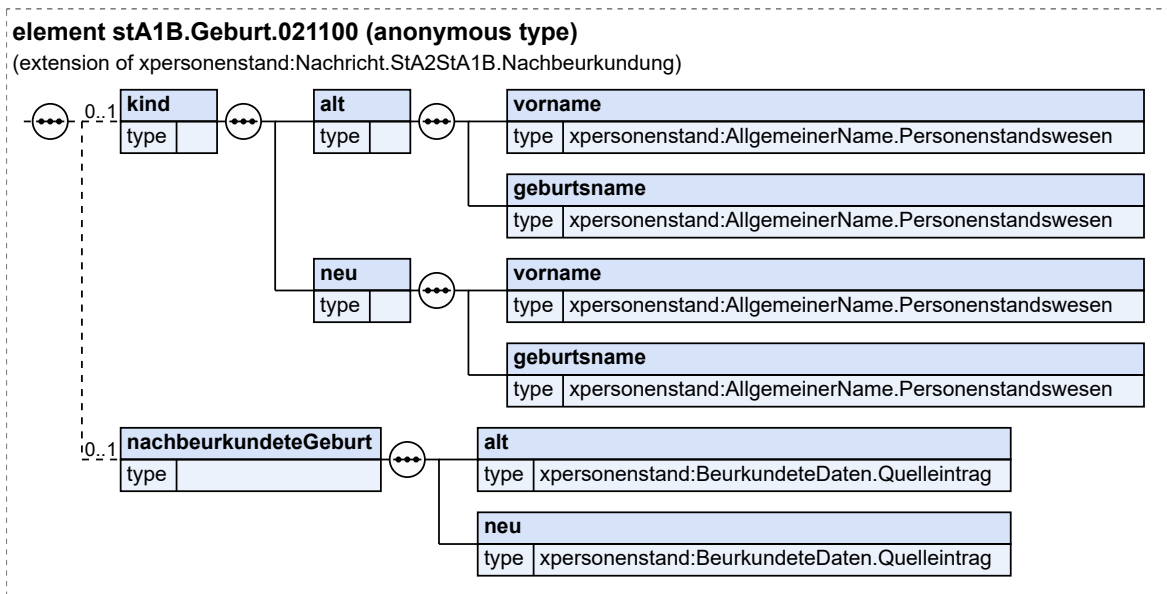 element stA1B.Geburt.021100 (anonymous type)
(extension of xpersonenstand:Nachricht.StA2StA1B.Nachbeurkundung)
0..1
kind
type
alt
type
vorname
type xpersonenstand:AllgemeinerName.Personenstandswesen
geburtsname
type xpersonenstand:AllgemeinerName.Personenstandswesen
neu
type
vorname
type xpersonenstand:AllgemeinerName.Personenstandswesen
geburtsname
type xpersonenstand:AllgemeinerName.Personenstandswesen
0..1
nachbeurkundeteGeburt
type
alt
type xpersonenstand:BeurkundeteDaten.Quelleintrag
neu
type xpersonenstand:BeurkundeteDaten.Quelleintrag